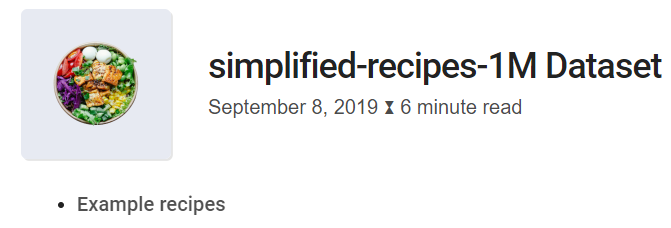 simplified-recipes-1M Dataset
September 8, 2019 ⧗ 6 minute read
• Example recipes